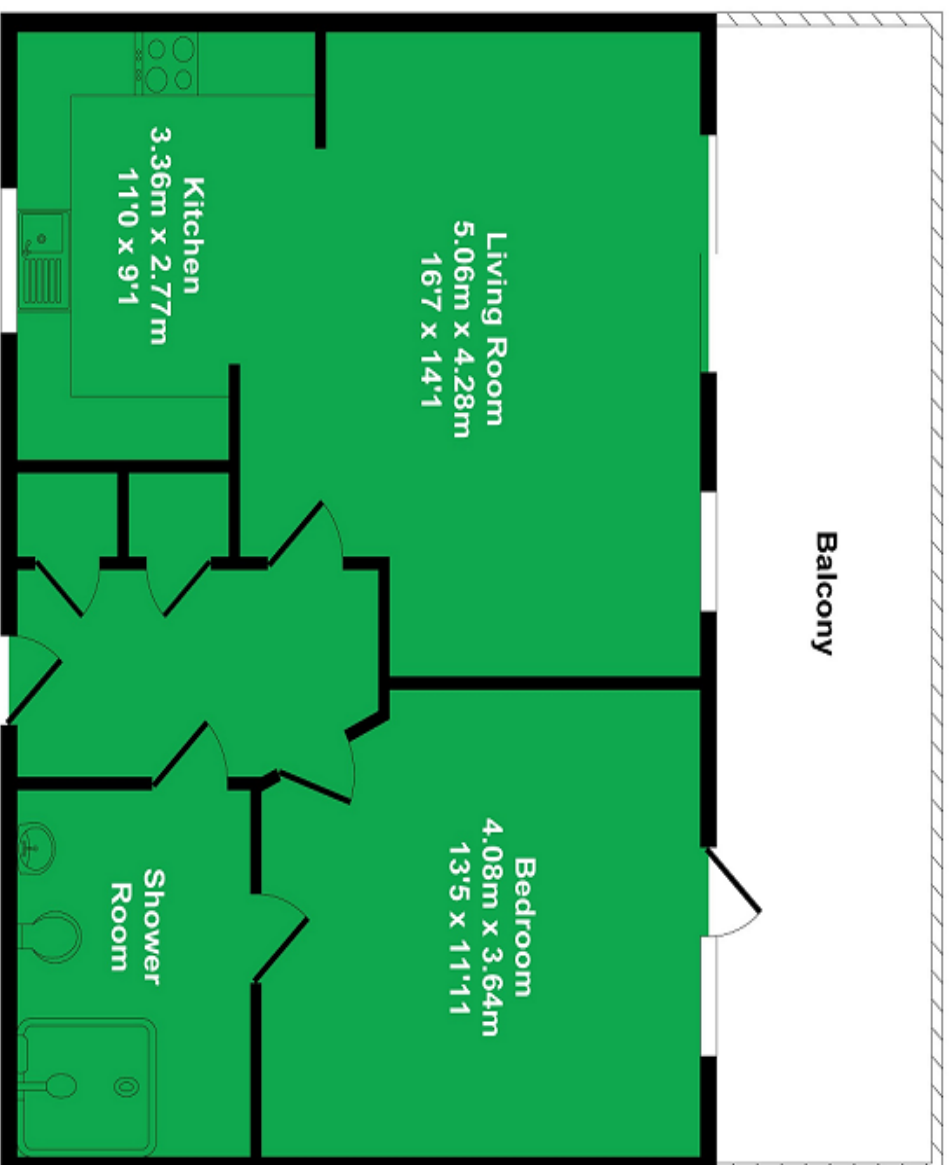 Kitchen
3.36m x 2.77m
11'0 x 9'1
Living Room
5.06m x 4.28m
16'7 x 14'1
Balcony
Bedroom
4.08m x 3.64m
13'5 x 11'11
Shower
Room